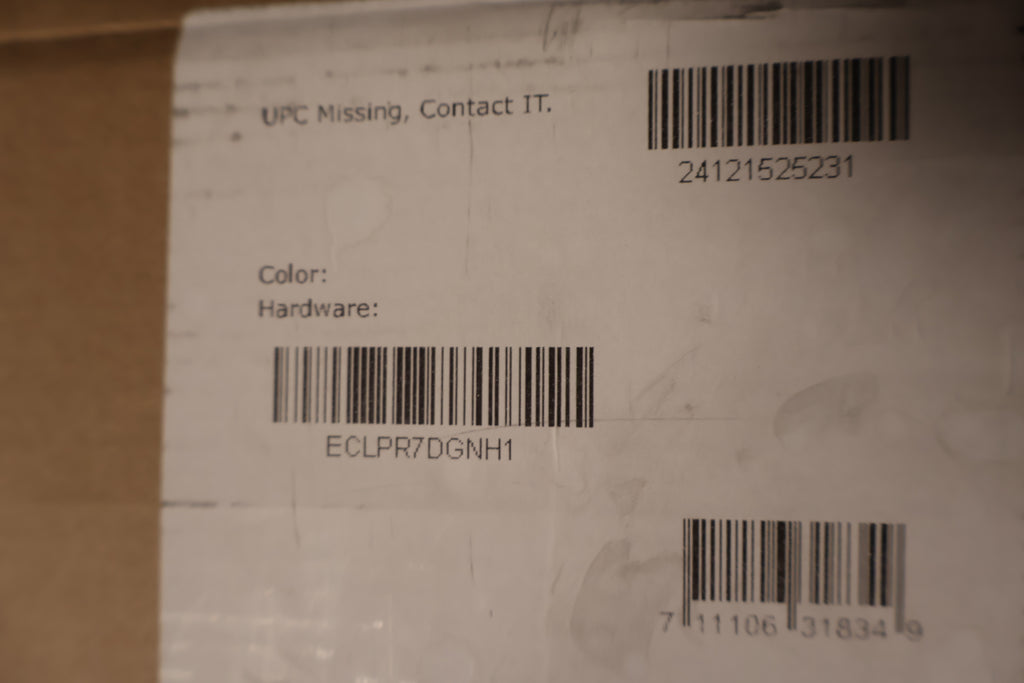 UPC Missing, Contact IT.
24121525231
Color:
Hardware:
ECLPR7DGNH1
7 11106 31834 9